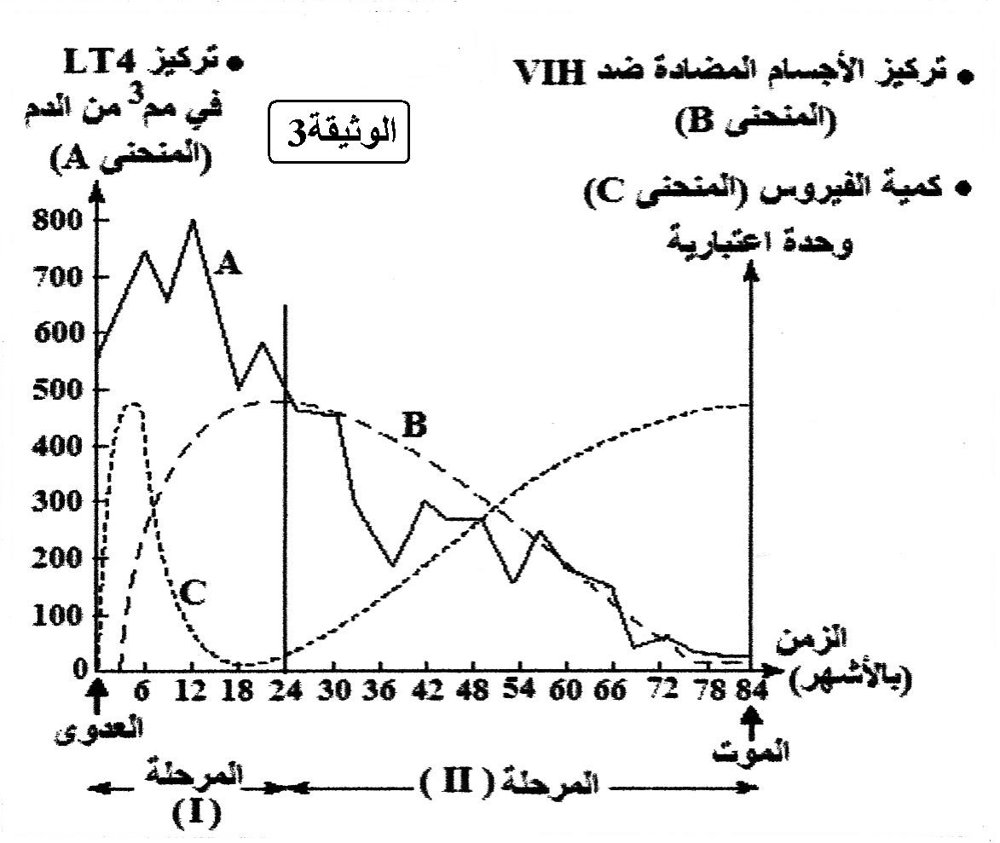 • تركيز LT4
في مم3 من الدم
(المنحنى A)
الوثيقة3
• تركيز الأجسام المضادة ضد VIH
(المنحنى B)
• كمية الفيروس (المنحنى C)
وحدة اعتبارية
800
700
600
500
400
300
200
100
0
A
B
C
6 12 18 24 30 36 42 48 54 60 66 72 78 84
الزمن
(بالأشهر)
العدوى
الموت
المرحلة
(I)
المرحلة (II)